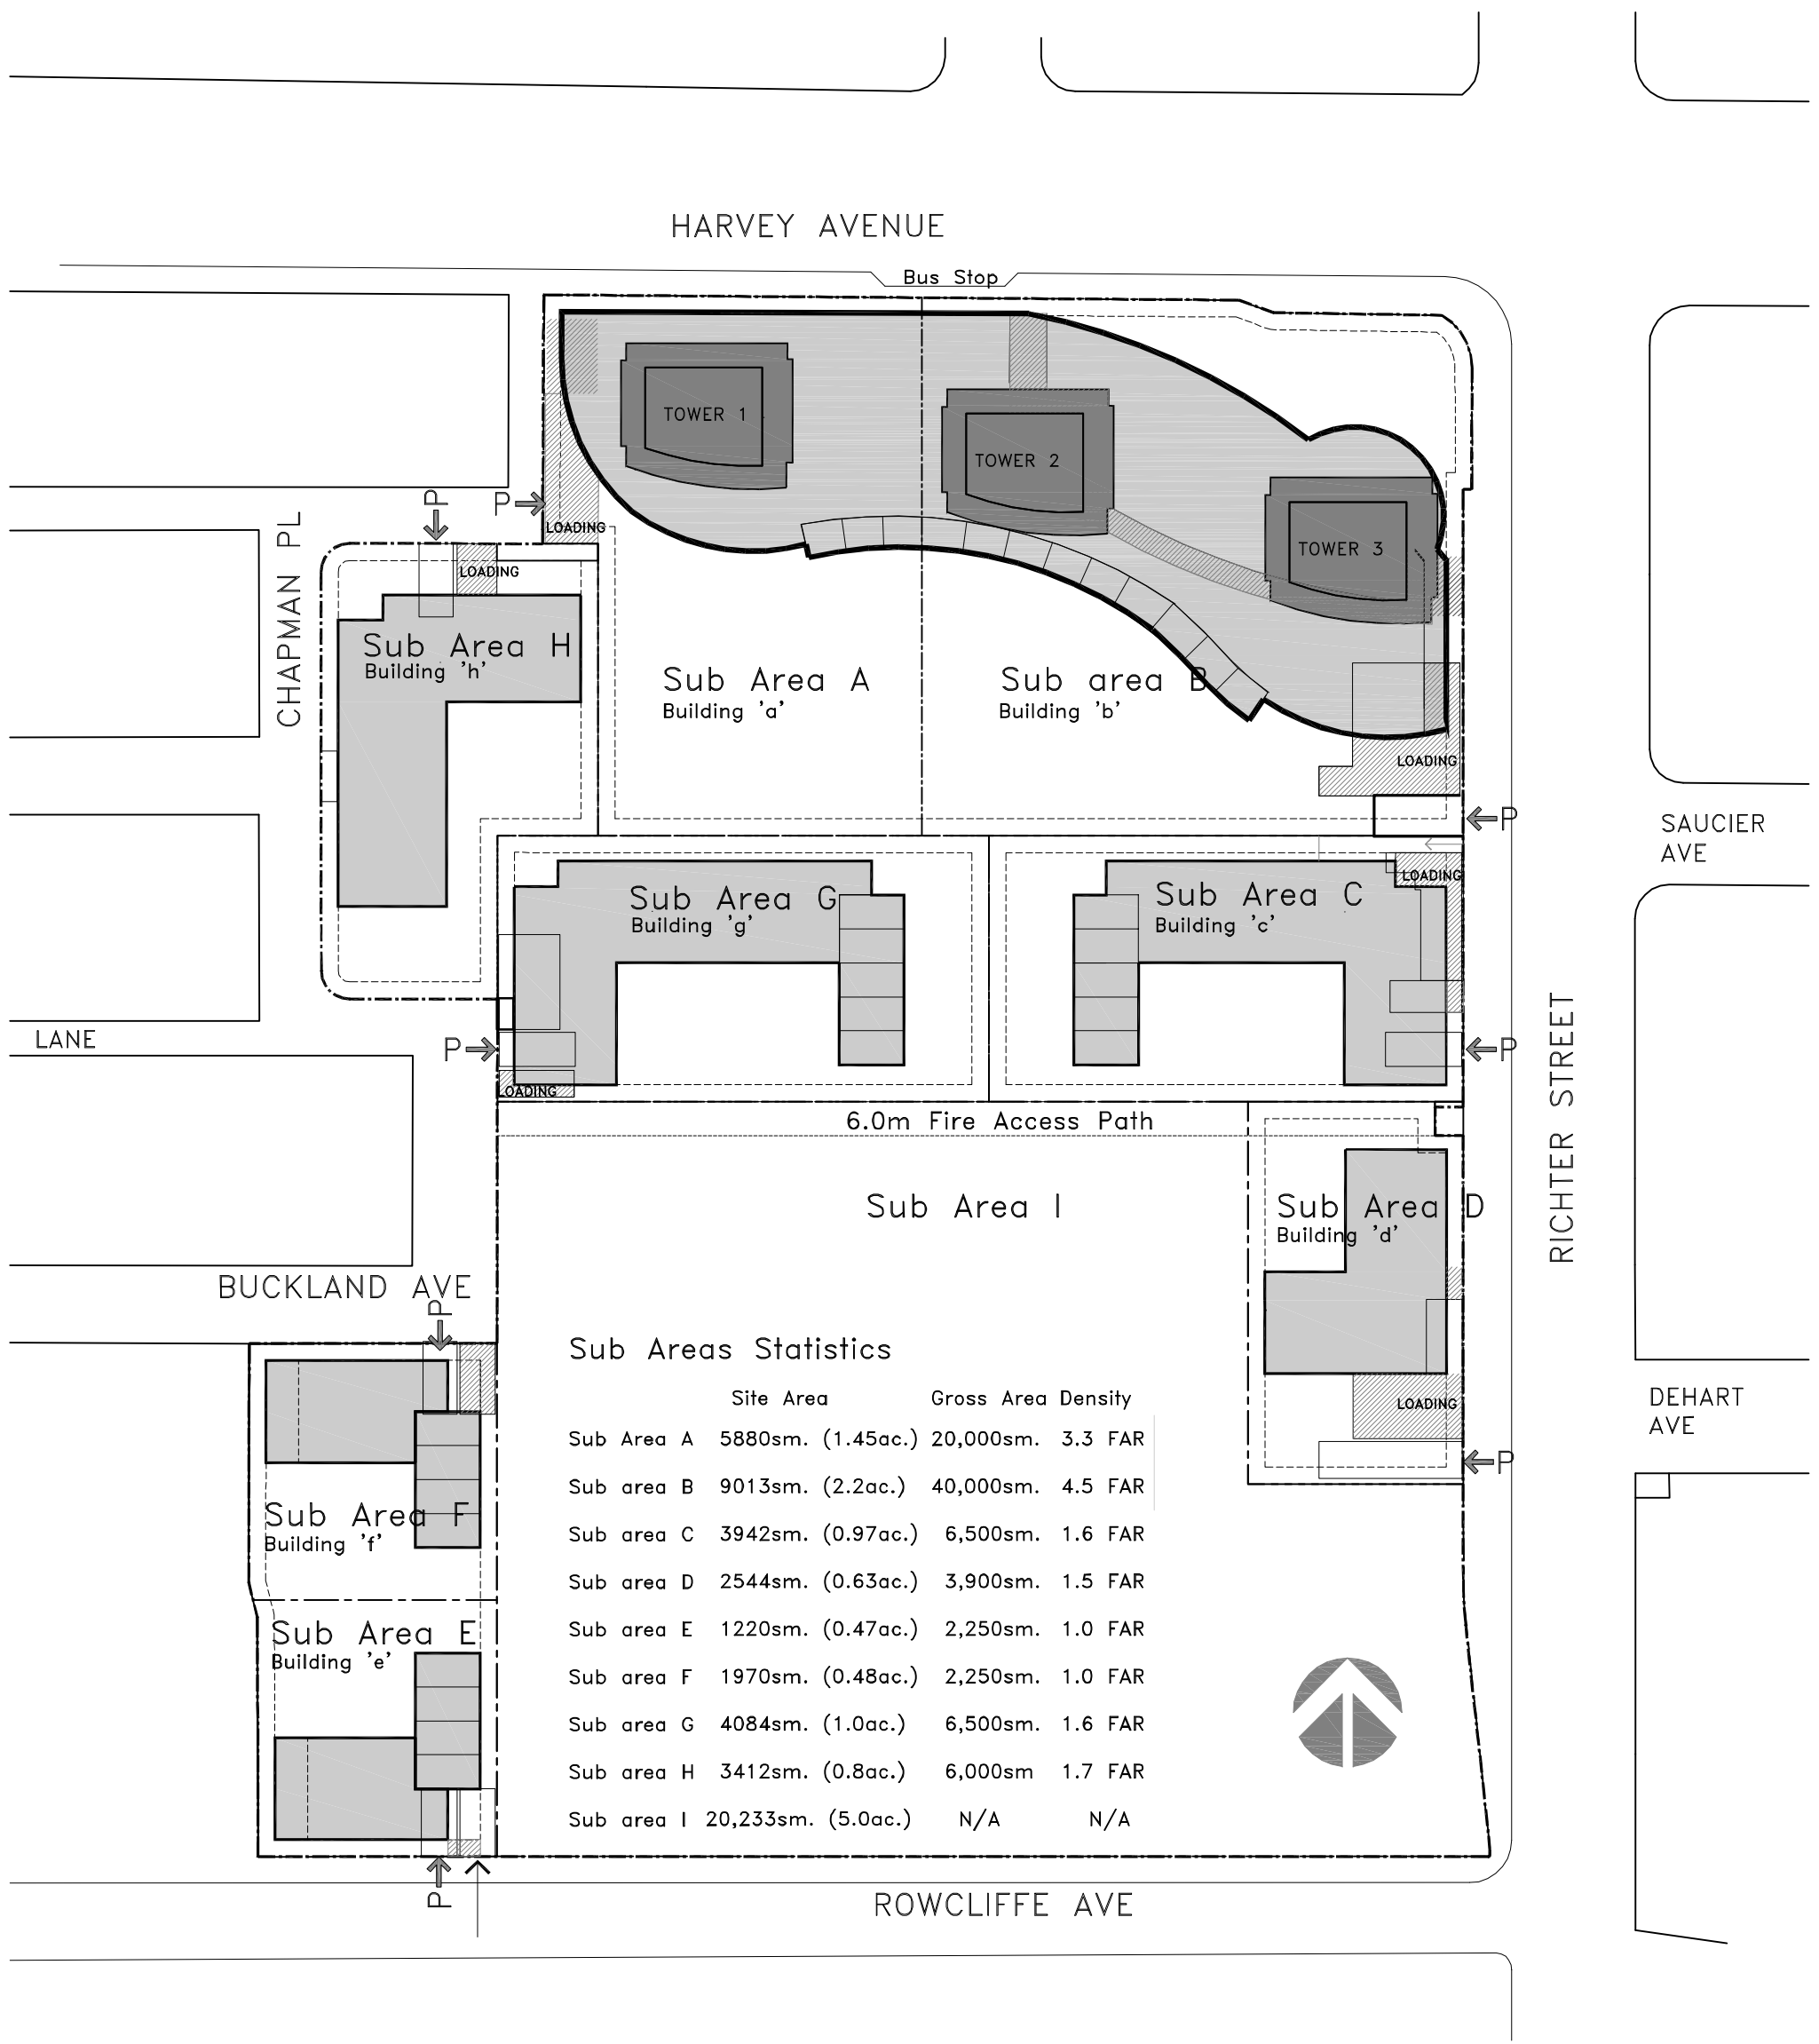 HARVEY AVENUE
Bus Stop
TOWER 1
TOWER 2
TOWER 3
P
P
LOADING
LOADING
CHAPMAN PL
Sub Area H
Building 'h'
Sub Area A
Building 'a'
Sub area B
Building 'b'
LOADING
P
SAUCIER
AVE
LOADING
Sub Area G
Building 'g'
Sub Area C
Building 'c'
LANE
P
P
LOADING
RICHTER STREET
6.0m Fire Access Path
Sub Area I
Sub Area D
Building 'd'
BUCKLAND AVE
P
LOADING
P
DEHART
AVE
Sub Areas Statistics
Site Area Gross Area Density
Sub Area A 5880sm. (1.45ac.) 20,000sm. 3.3 FAR
Sub area B 9013sm. (2.2ac.) 40,000sm. 4.5 FAR
Sub area C 3942sm. (0.97ac.) 6,500sm. 1.6 FAR
Sub area D 2544sm. (0.63ac.) 3,900sm. 1.5 FAR
Sub area E 1220sm. (0.47ac.) 2,250sm. 1.0 FAR
Sub area F 1970sm. (0.48ac.) 2,250sm. 1.0 FAR
Sub area G 4084sm. (1.0ac.) 6,500sm. 1.6 FAR
Sub area H 3412sm. (0.8ac.) 6,000sm 1.7 FAR
Sub area I 20,233sm. (5.0ac.) N/A N/A
Sub Area F
Building 'f'
Sub Area E
Building 'e'
P
ROWCLIFFE AVE